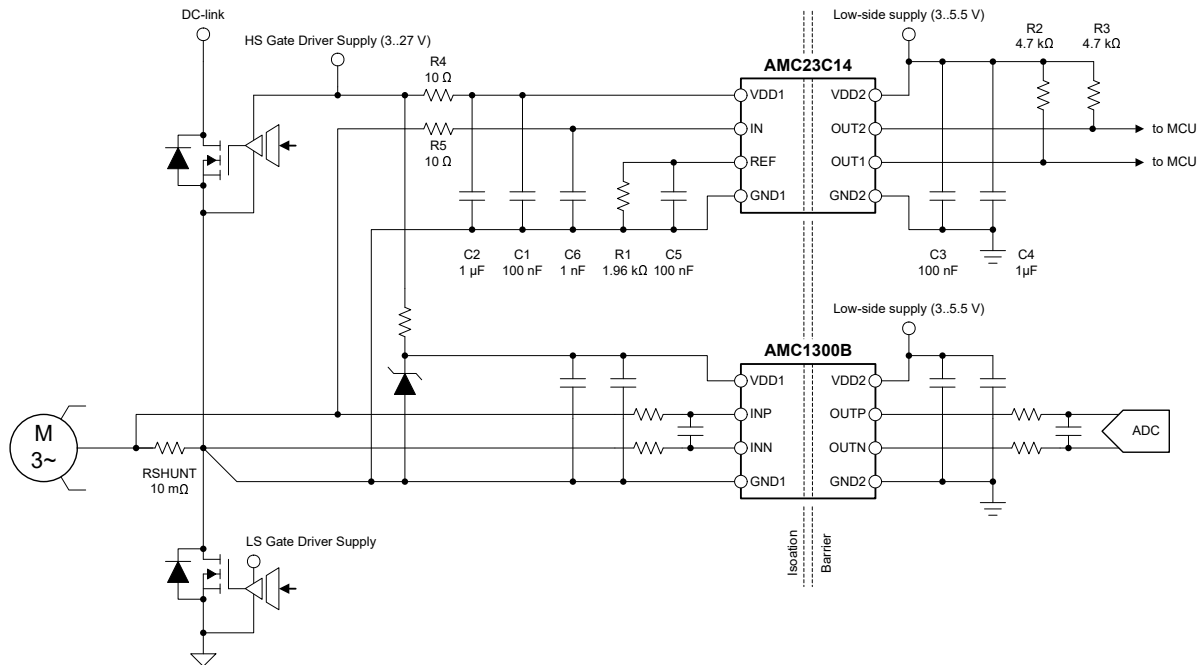 DC-link
HS Gate Driver Supply (3..27 V)
R4
10 Ω
R5
10 Ω
C2
1 µF
C1
100 nF
C6
1 nF
R1
1.96 kΩ
C5
100 nF
AMC23C14
VDD1
IN
REF
GND1
VDD2
OUT2
OUT1
GND2
Low-side supply (3..5.5 V)
R2
4.7 kΩ
R3
4.7 kΩ
to MCU
to MCU
C3
100 nF
C4
1µF
Low-side supply (3..5.5 V)
AMC1300B
VDD1
INP
INN
GND1
VDD2
OUTP
OUTN
GND2
ADC
M
3~
RSHUNT
10 mΩ
LS Gate Driver Supply
Isoation
Barrier